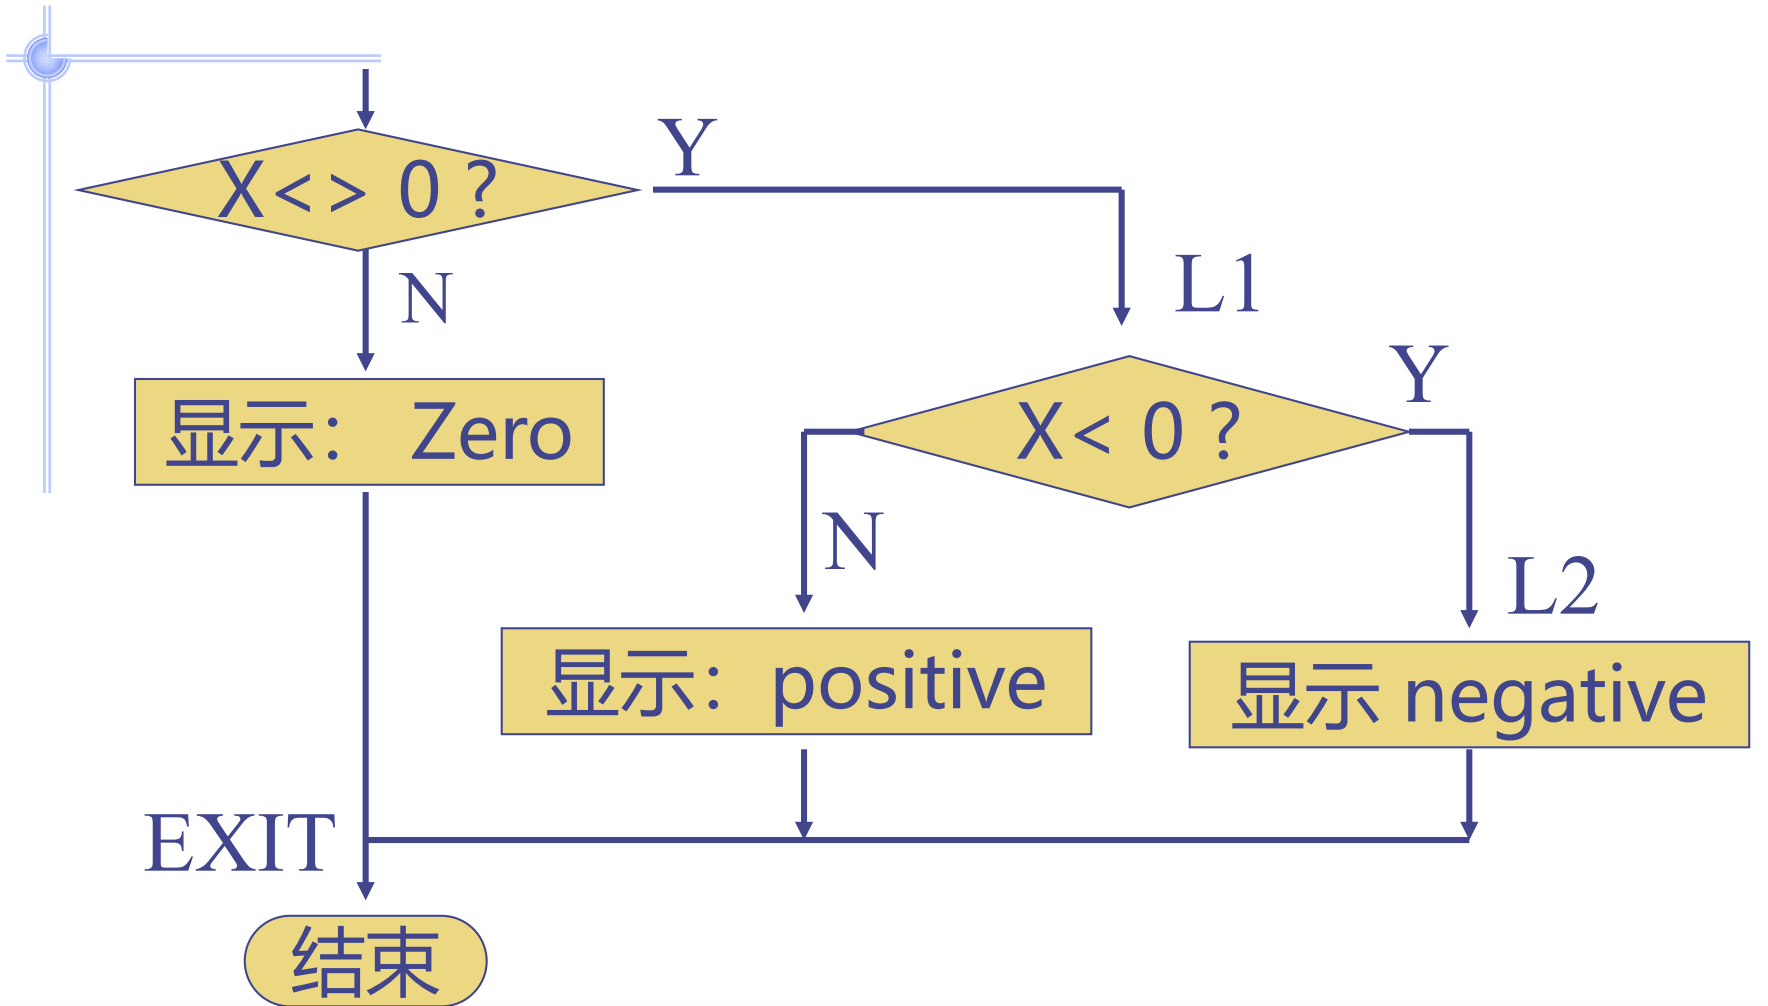 X<> 0 ?
Y
N
L1
显示： Zero
X< 0 ?
Y
N
L2
显示：positive
显示 negative
EXIT
结束